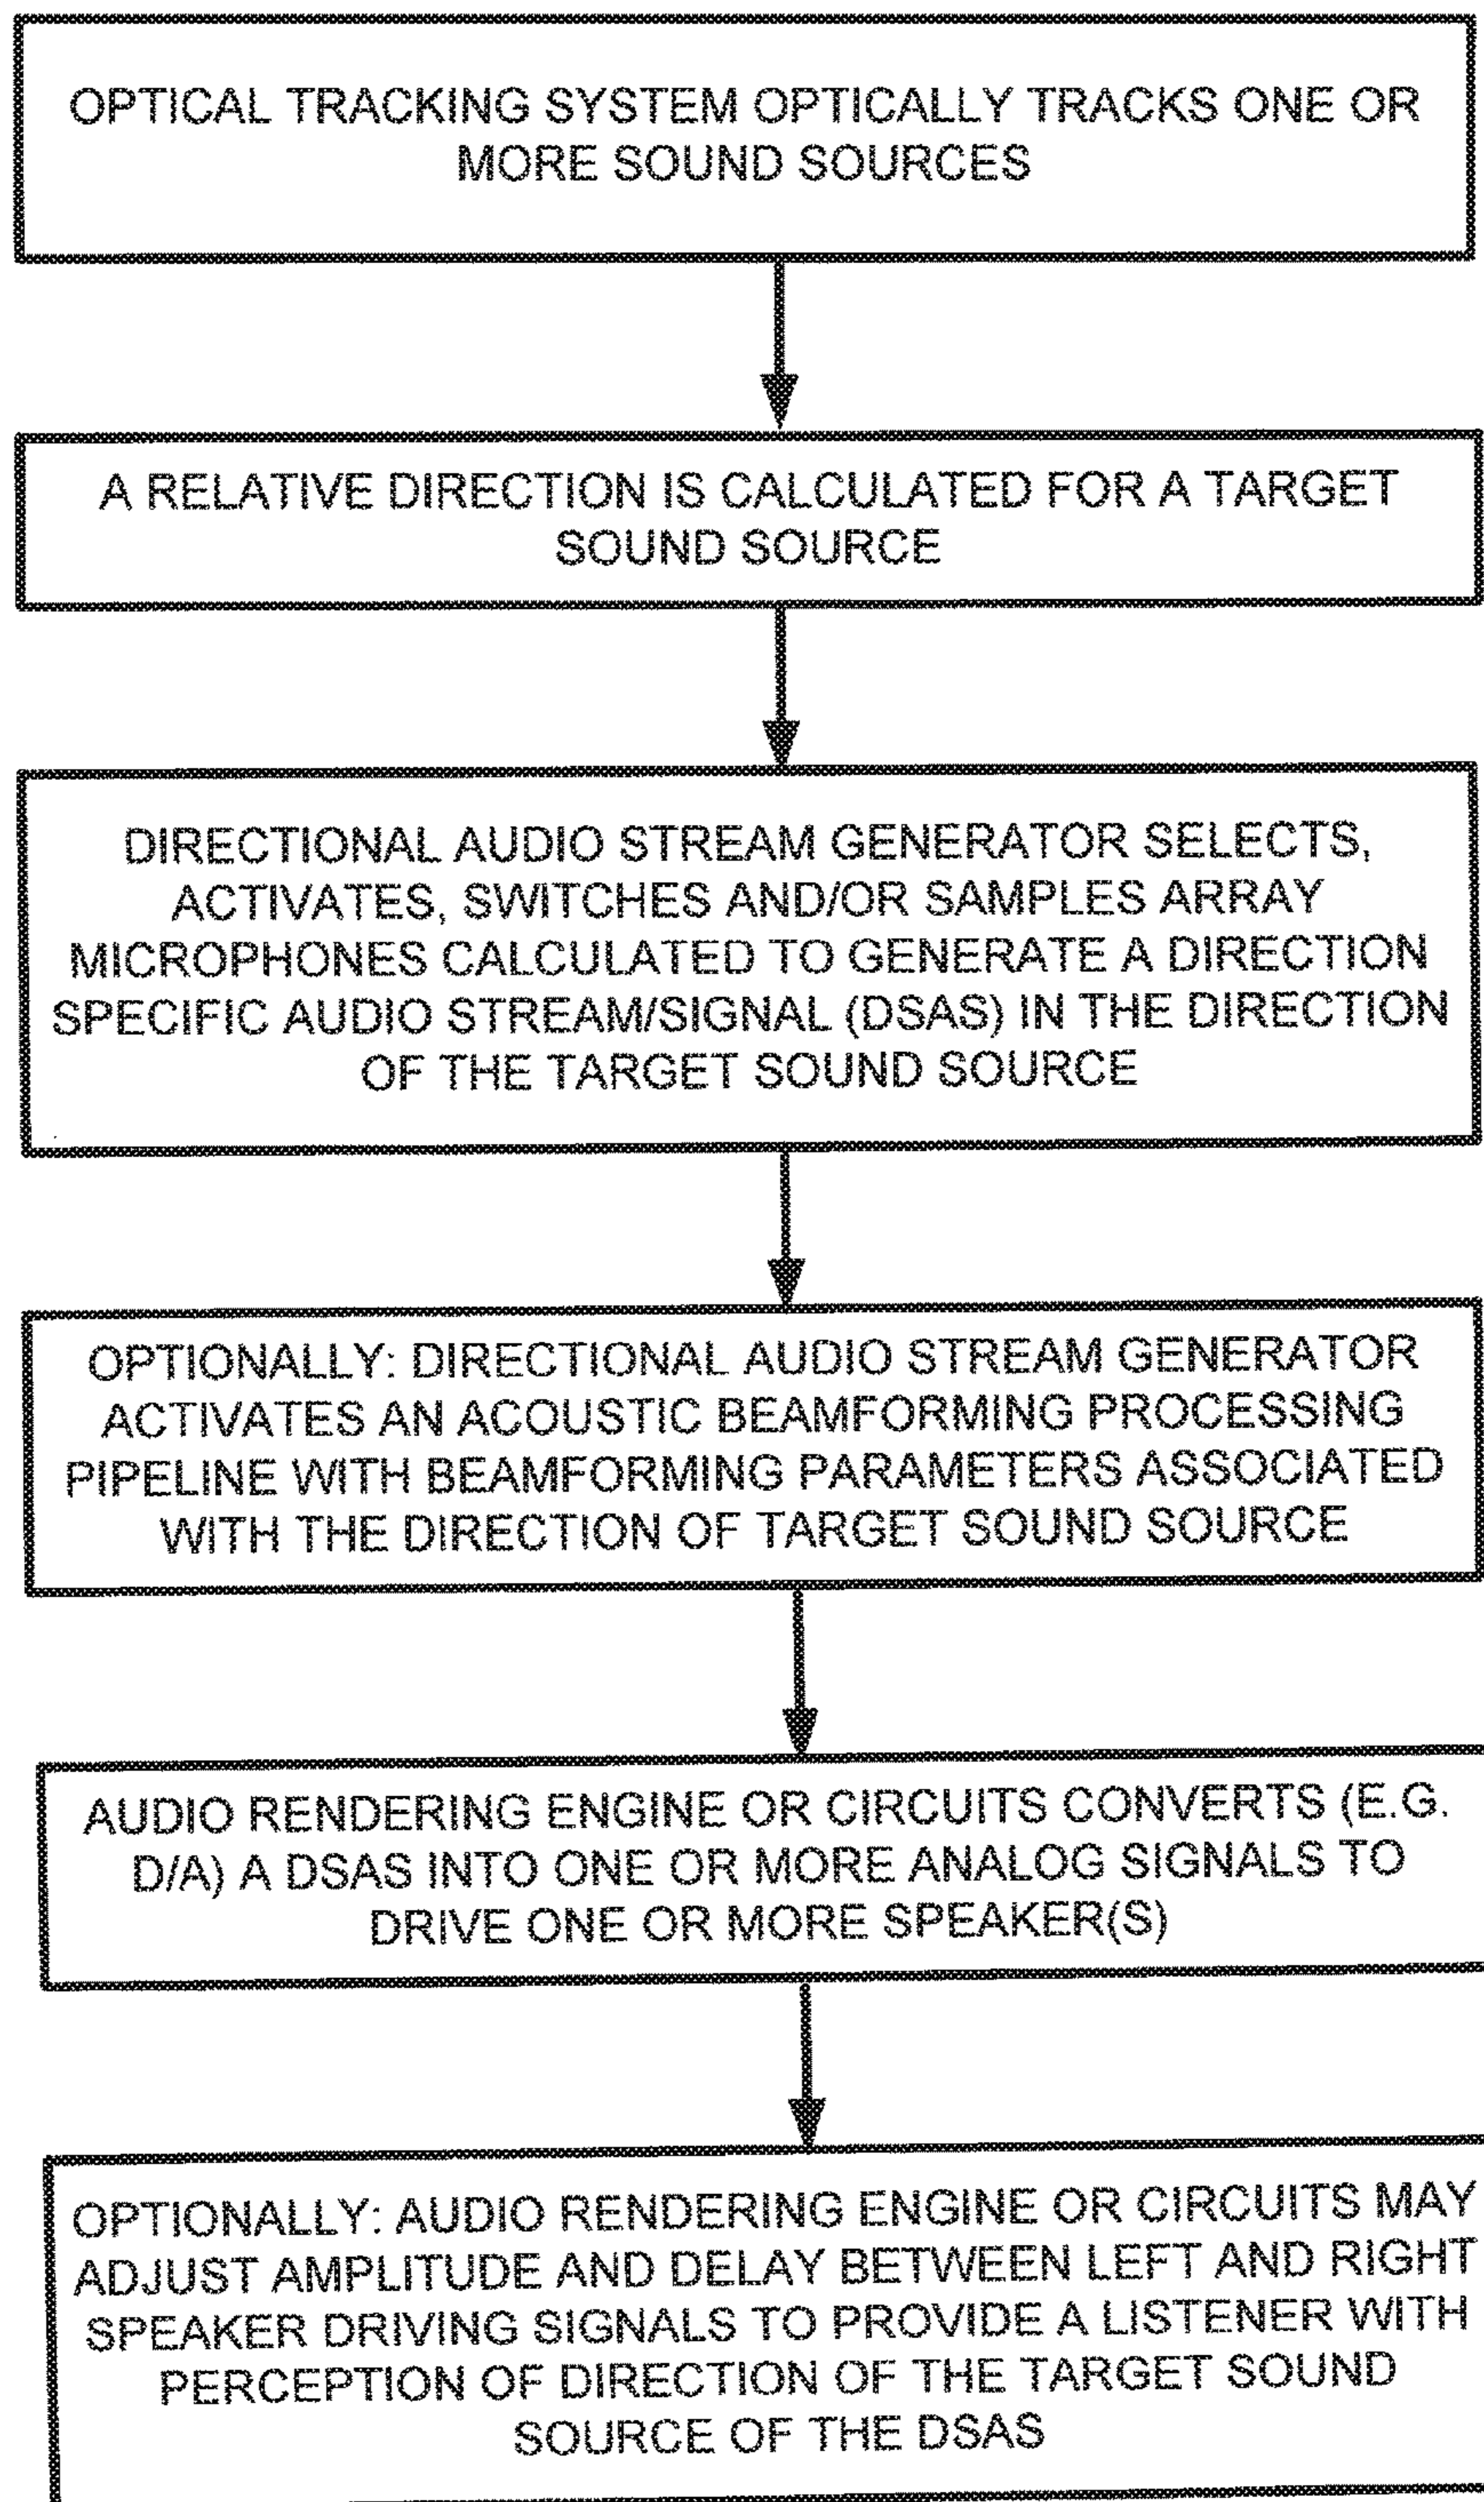 OPTICAL TRACKING SYSTEM OPTICALLY TRACKS ONE OR
MORE SOUND SOURCES
A RELATIVE DIRECTION IS CALCULATED FOR A TARGET
SOUND SOURCE
DIRECTIONAL AUDIO STREAM GENERATOR SELECTS,
ACTIVATES, SWITCHES AND/OR SAMPLES ARRAY
MICROPHONES CALCULATED TO GENERATE A DIRECTION
SPECIFIC AUDIO STREAM/SIGNAL (DSAS) IN THE DIRECTION
OF THE TARGET SOUND SOURCE
OPTIONALLY: DIRECTIONAL AUDIO STREAM GENERATOR
ACTIVATES AN ACOUSTIC BEAMFORMING PROCESSING
PIPELINE WITH BEAMFORMING PARAMETERS ASSOCIATED
WITH THE DIRECTION OF TARGET SOUND SOURCE
AUDIO RENDERING ENGINE OR CIRCUITS CONVERTS (E.G.
D/A) A DSAS INTO ONE OR MORE ANALOG SIGNALS TO
DRIVE ONE OR MORE SPEAKER(S)
OPTIONALLY: AUDIO RENDERING ENGINE OR CIRCUITS MAY
ADJUST AMPLITUDE AND DELAY BETWEEN LEFT AND RIGHT
SPEAKER DRIVING SIGNALS TO PROVIDE A LISTENER WITH
PERCEPTION OF DIRECTION OF THE TARGET SOUND
SOURCE OF THE DSAS